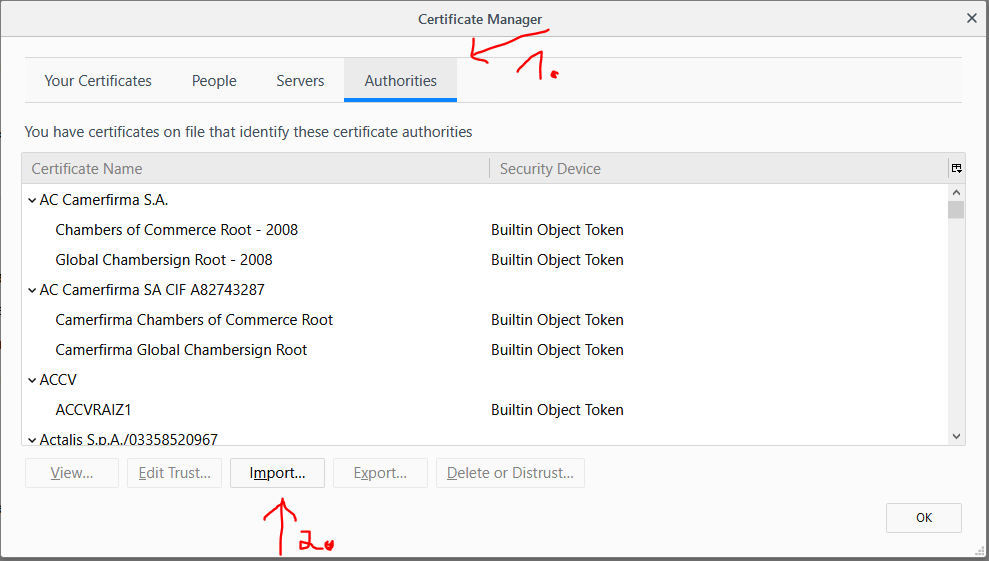 Certificate Manager
1.
Your Certificates People Servers Authorities
You have certificates on file that identify these certificate authorities
Certificate Name Security Device
AC Camerfirma S.A.
Chambers of Commerce Root - 2008 Builtin Object Token
Global Chambersign Root - 2008 Builtin Object Token
AC Camerfirma SA CIF A82743287
Camerfirma Chambers of Commerce Root Builtin Object Token
Camerfirma Global Chambersign Root Builtin Object Token
ACCV
ACCVRAIZ1 Builtin Object Token
Actalis S.p.A./03358520967
View... Edit Trust... Import... Export... Delete or Distrust...
OK
2.